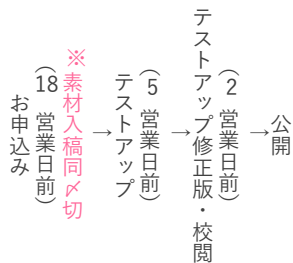 お申込み
(18 営業日前)
※素材入稿同〆切
→
テストアップ
(5 営業日前)
→
テストアップ修正版・校閲
(2 営業日前)
→
公開